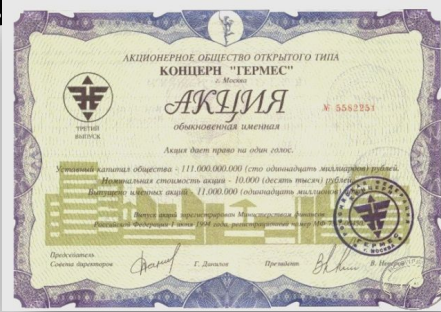 АКЦИОНЕРНОЕ ОБЩЕСТВО ОТКРЫТОГО ТИПА
КОНЦЕРН "ГЕРМЕС"
г. Москва
АКЦИЯ
№ 5582251
обыкновенная именная
ТРЕТИЙ
ВЫПУСК
Акция дает право на один голос.
Уставный капитал общества - 111.000.000.000 (сто одиннадцать миллиардов) рублей.
Номинальная стоимость акции - 10.000 (десять тысяч) рублей.
Выпущено именных акций 11.000.000 (одиннадцать миллионов)
Выпуск акций зарегистрирован Министерством финансов
Российской Федерации 1 июня 1994 года, регистрационный номер
Председатель
Совета директоров
Г. Данилов
Президент
В. Неверов
ГЕРМЕС
МОСКВА